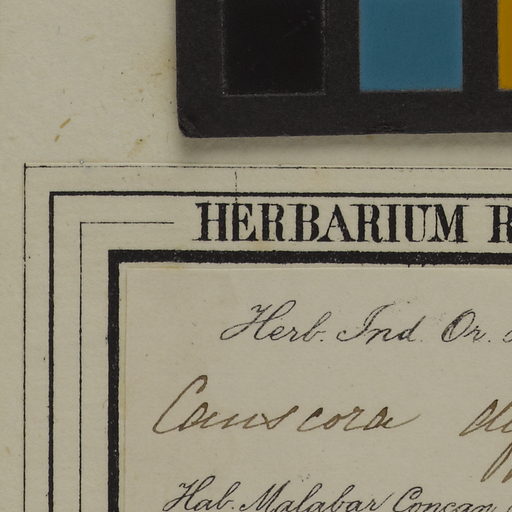 HERBARIUM R
Herb. Ind. Or.
Canscora
Hab. Malabar Concan